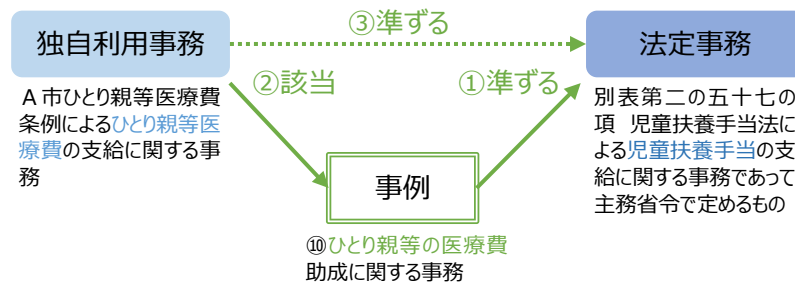 ③準ずる
独自利用事務
法定事務
②該当
①準ずる
A市ひとり親等医療費
条例によるひとり親等医
療費の支給に関する事
務
別表第二の五十七の
項 児童扶養手当法に
よる児童扶養手当の支
給に関する事務であって
主務省令で定めるもの
事例
⑩ひとり親等の医療費
助成に関する事務